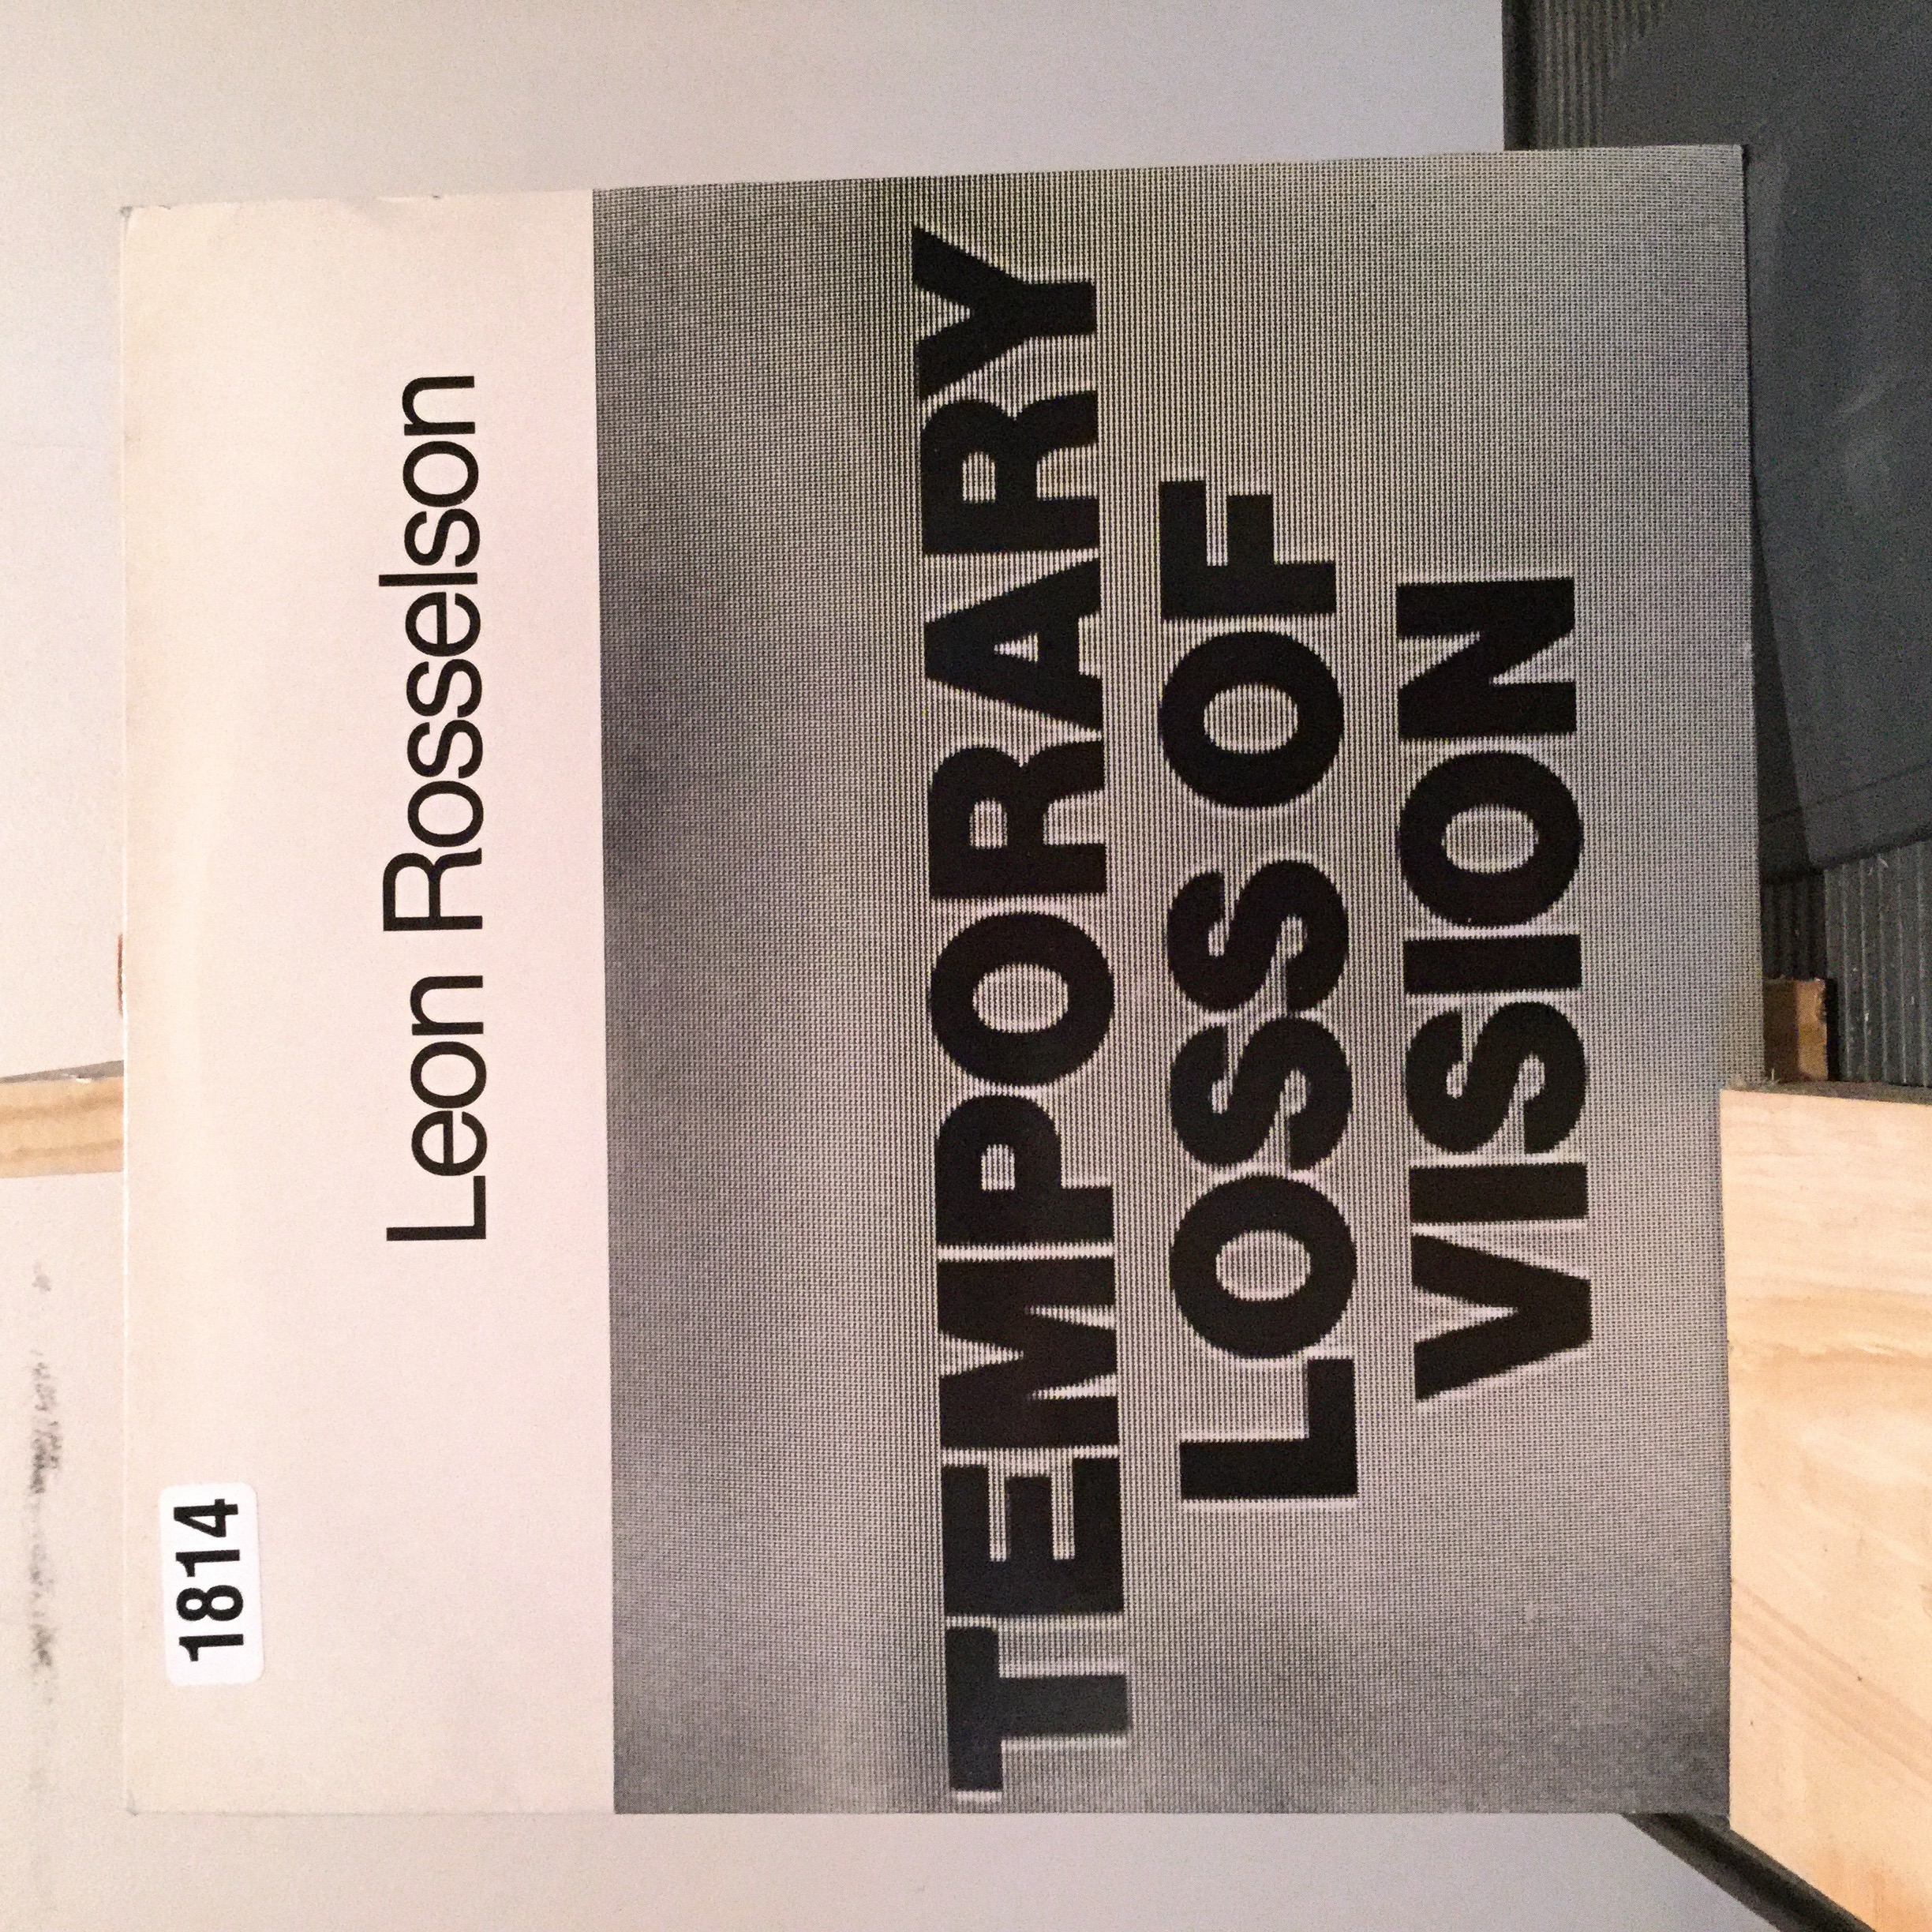 1814
Leon Rosselson
TEMPORARY
LOSS OF
VISION